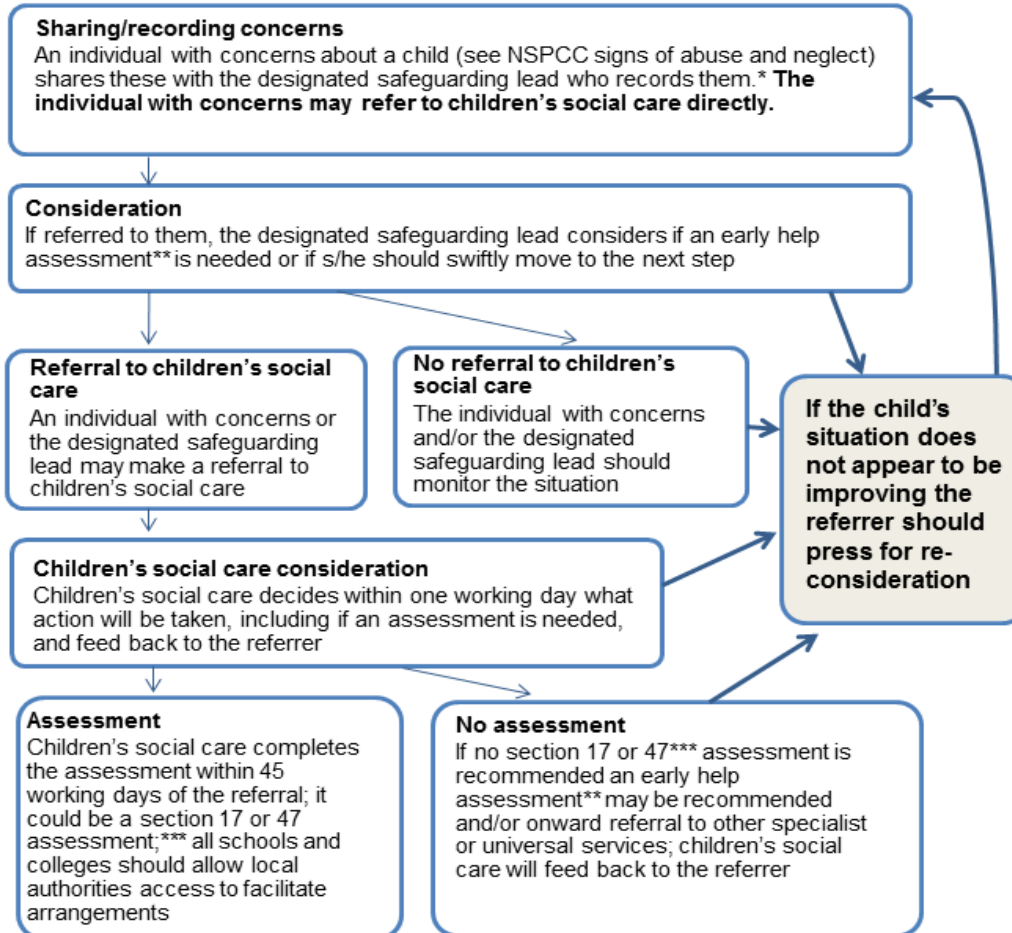 Sharing/recording concerns
An individual with concerns about a child (see NSPCC signs of abuse and neglect)
shares these with the designated safeguarding lead who records them.* The
individual with concerns may refer to children's social care directly.
Consideration
If referred to them, the designated safeguarding lead considers if an early help
assessment** is needed or if s/he should swiftly move to the next step
Referral to children's social
care
An individual with concerns or
the designated safeguarding
lead may make a referral to
children's social care
No referral to children's
social care
The individual with concerns
and/or the designated
safeguarding lead should
monitor the situation
If the child's
situation does
not appear to be
improving the
referrer should
press for re-
consideration
Children's social care consideration
Children's social care decides within one working day what
action will be taken, including if an assessment is needed,
and feed back to the referrer
Assessment
Children's social care completes
the assessment within 45
working days of the referral; it
could be a section 17 or 47
assessment;*** all schools and
colleges should allow local
authorities access to facilitate
arrangements
No assessment
If no section 17 or 47*** assessment is
recommended an early help
assessment** may be recommended
and/or onward referral to other specialist
or universal services; children's social
care will feed back to the referrer